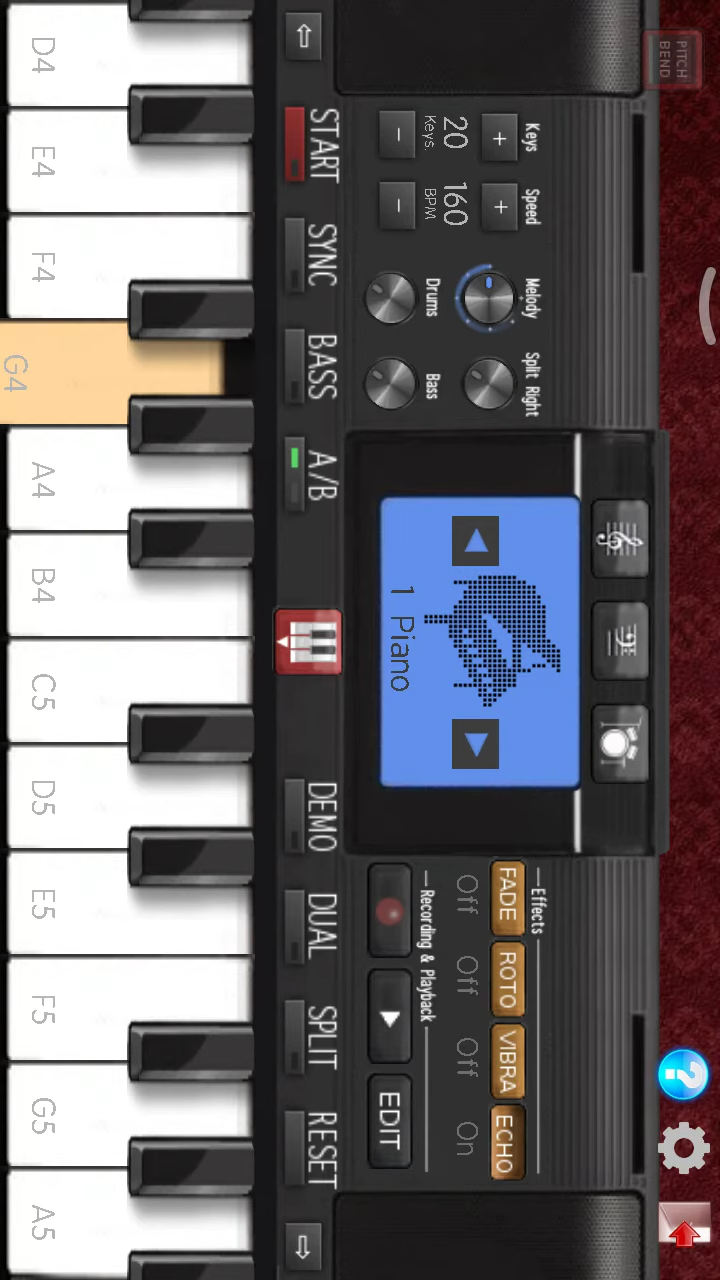 PITCH
BEND
Keys
+
20
Keys.
−
Speed
+
160
BPM
−
Melody
Split Right
Drums
Bass
1 Piano
Effects
FADE
ROTO
VIBRA
ECHO
Off
Off
Off
On
Recording & Playback
EDIT
START
SYNC
BASS
A/B
DEMO
DUAL
SPLIT
RESET
D4
E4
F4
G4
A4
B4
C5
D5
E5
F5
G5
A5